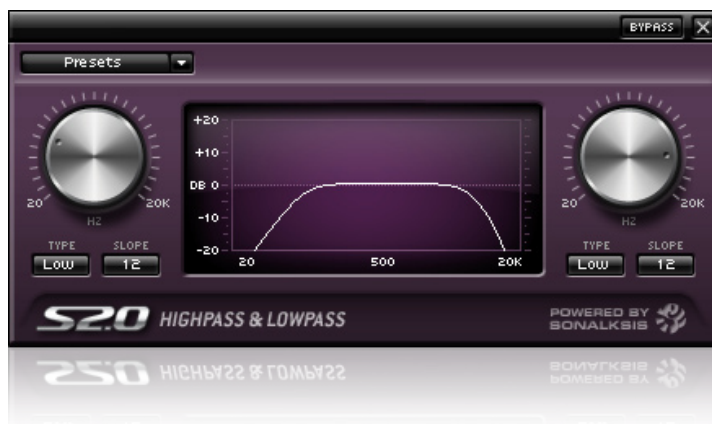 BYPASS X
Presets
+20
+10
DB 0
-10
-20
20 500 20K
20 20K
HZ
TYPE SLOPE
Low 12
20 20K
HZ
TYPE SLOPE
Low 12
S2.0 HIGHPASS & LOWPASS
POWERED BY
SONALKSIS